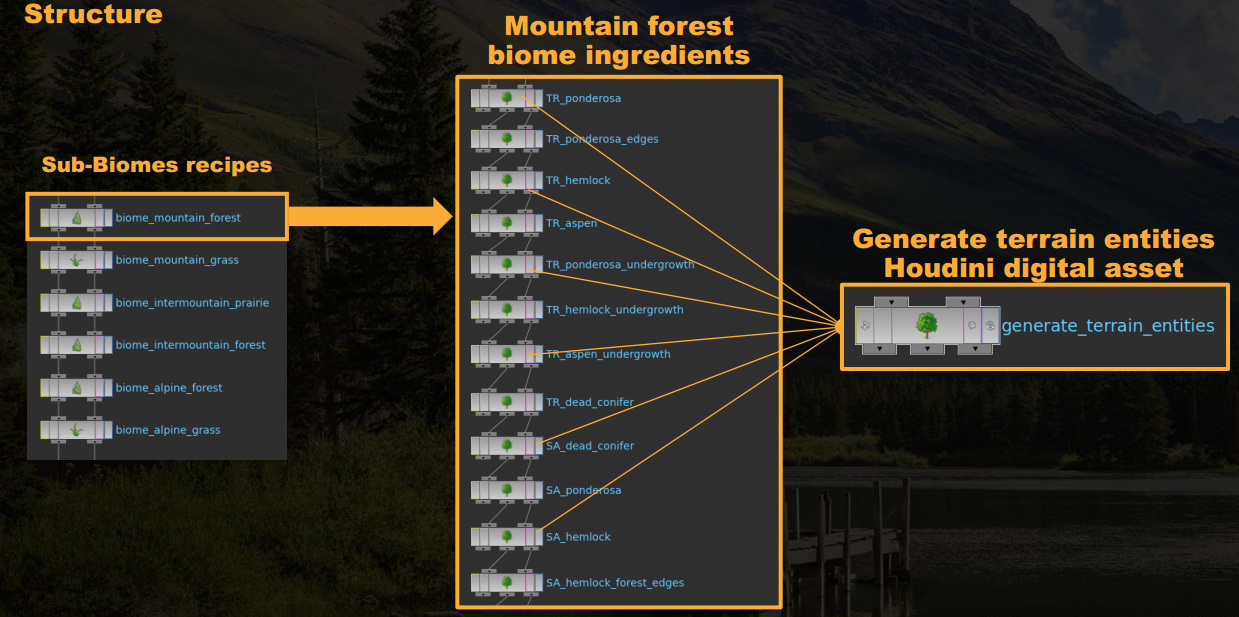 Structure
Sub-Biomes recipes
biome_mountain_forest
biome_mountain_grass
biome_intermountain_prairie
biome_intermountain_forest
biome_alpine_forest
biome_alpine_grass
Mountain forest
biome ingredients
TR_ponderosa
TR_ponderosa_edges
TR_hemlock
TR_aspen
TR_ponderosa_undergrowth
TR_hemlock_undergrowth
TR_aspen_undergrowth
TR_dead_conifer
SA_dead_conifer
SA_ponderosa
SA_hemlock
SA_hemlock_forest_edges
Generate terrain entities
Houdini digital asset
generate_terrain_entities